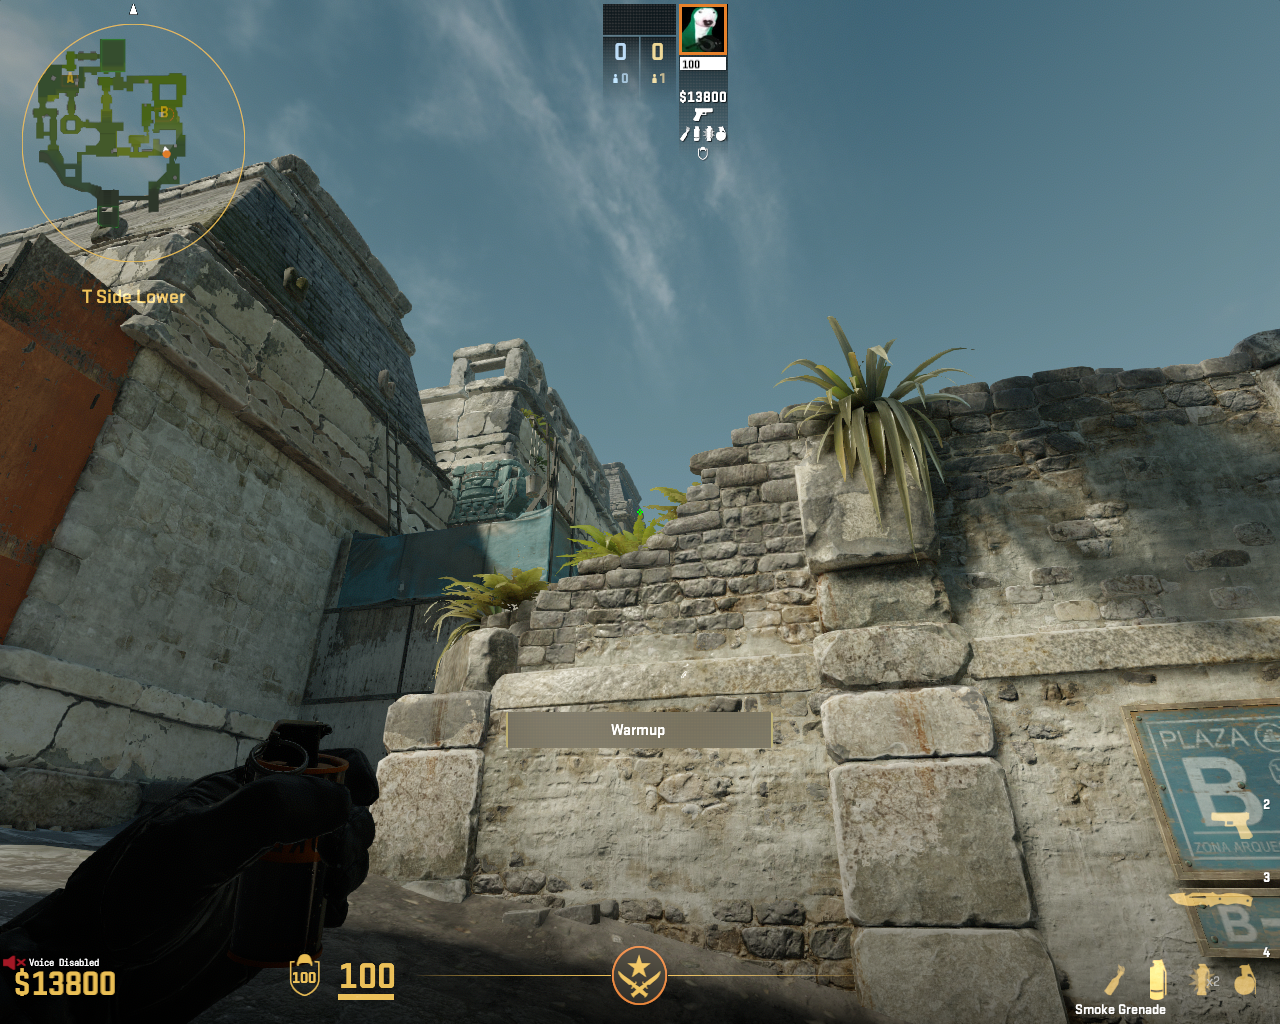 A
B
T Side Lower
0 0
0 1
100
$13800
Warmup
PLAZA
B
ZONA ARQUE
B-
2
3
4
x2
Voice Disabled
$13800
100
100
Smoke Grenade